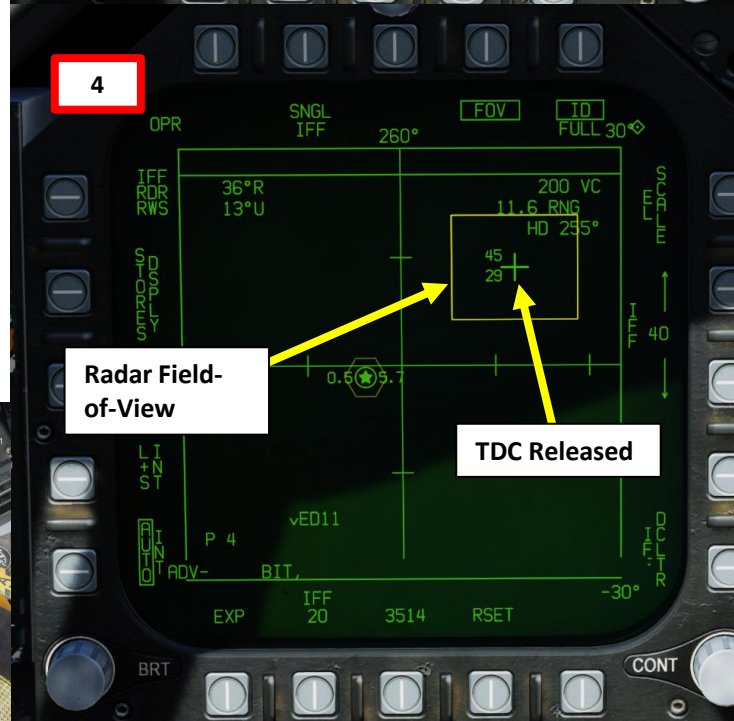 4
OPR
SNGL
IFF
260°
FOV
ID
FULL 30°
IFF
RDR
RWS
36°R
13°U
200 VC
11.6 RNG
HD 255°
EL
SCALE
45
29
STORES
DSPLY
IFF
40
Radar Field-
of-View
0.5
5.7
TDC Released
LIST
+N
INST
vED11
P 4
AUTO
INT
DCLTR
ADV-
BIT,
-30°
EXP
IFF
20
3514
RSET
BRT
CONT